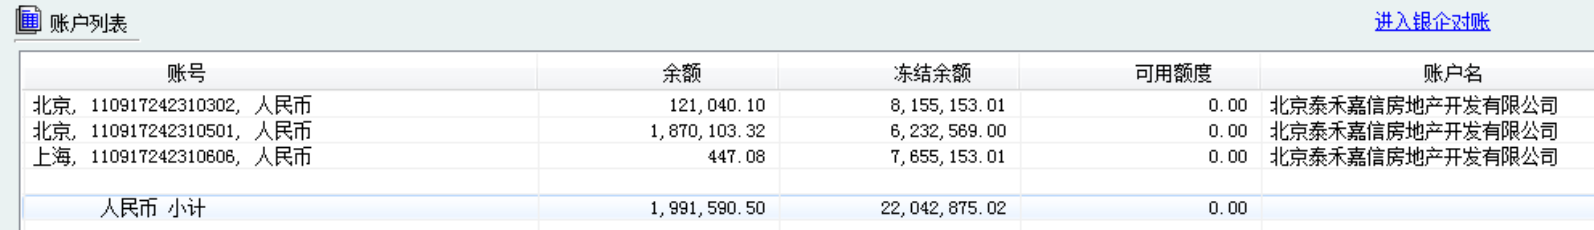 账户列表 进入银企对账
账号 余额 冻结余额 可用额度 账户名
北京, 110917242310302, 人民币 121,040.10 8,155,153.01 0.00 北京泰禾嘉信房地产开发有限公司
北京, 110917242310501, 人民币 1,870,103.32 6,232,569.00 0.00 北京泰禾嘉信房地产开发有限公司
上海, 110917242310606, 人民币 447.08 7,655,153.01 0.00 北京泰禾嘉信房地产开发有限公司
人民币 小计 1,991,590.50 22,042,875.02 0.00